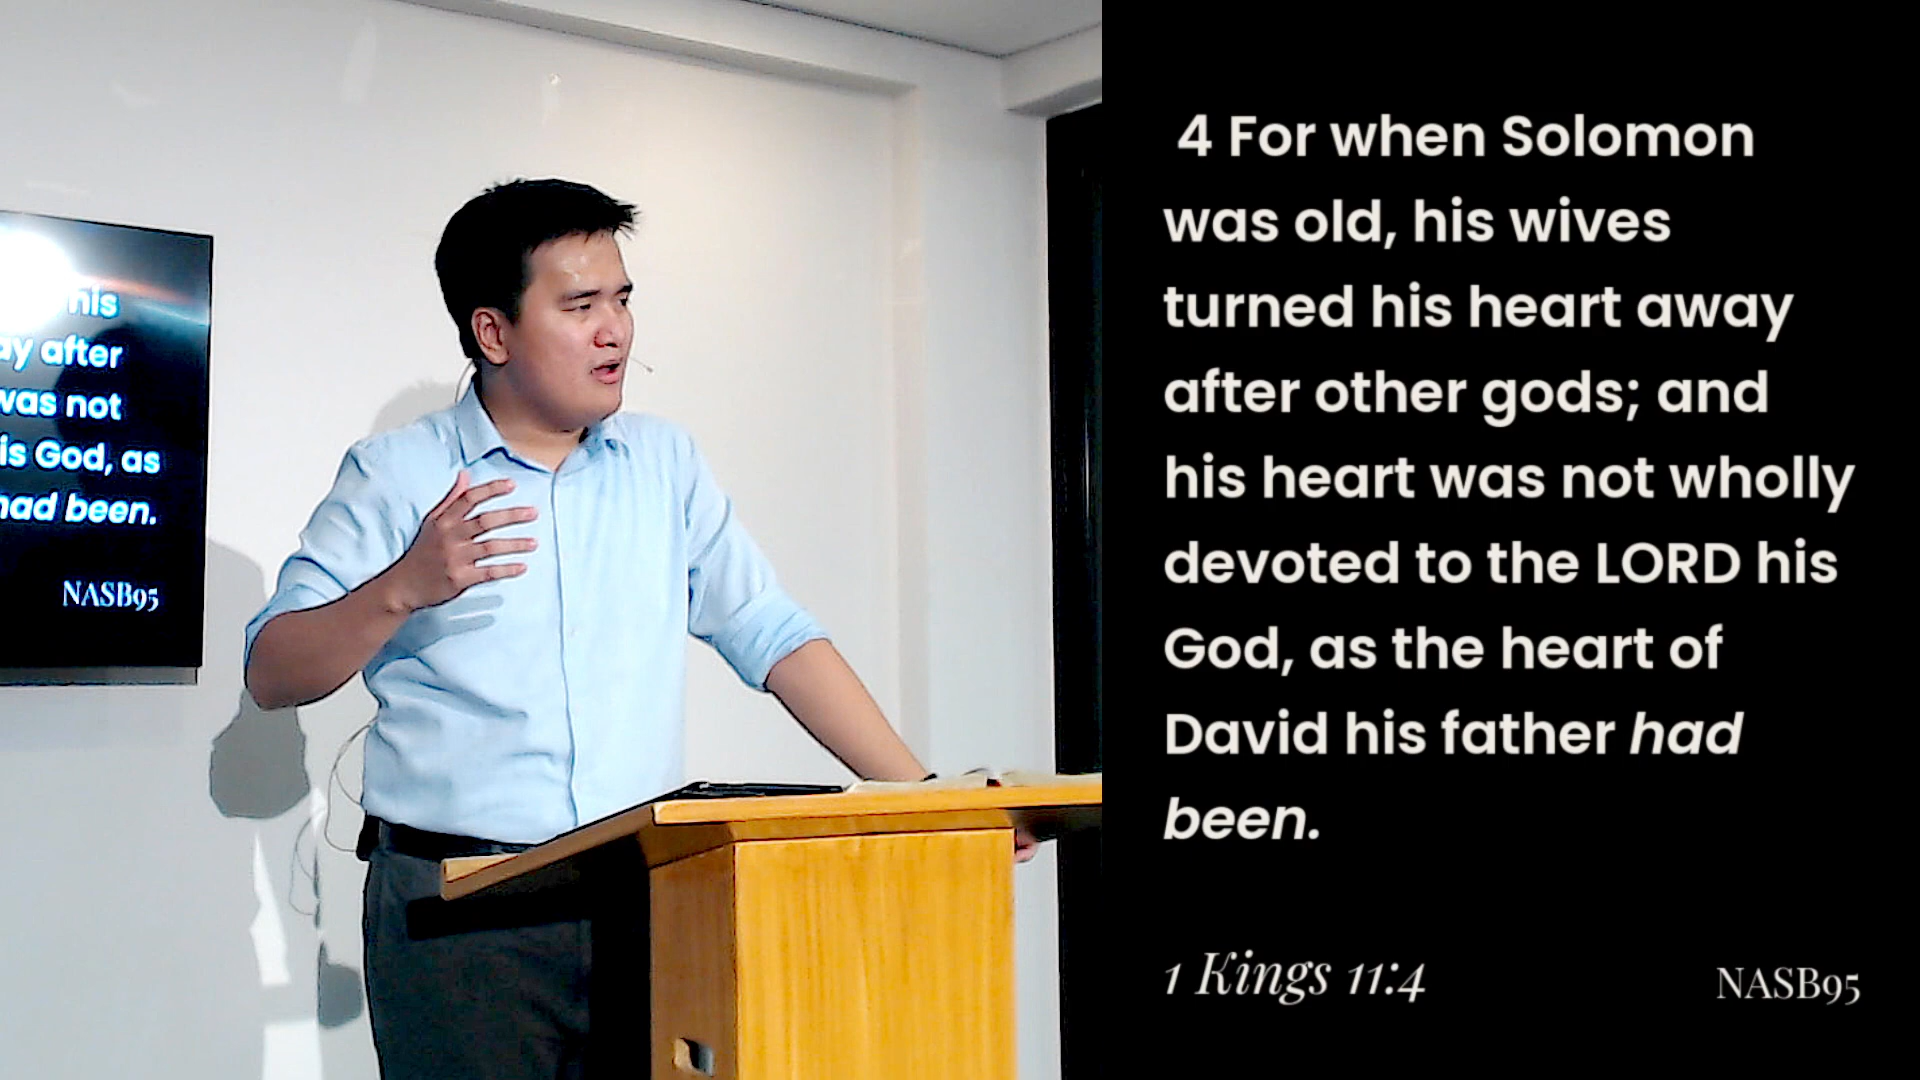 his
ay after
was not
is God, as
had been.
NASB95
4 For when Solomon
was old, his wives
turned his heart away
after other gods; and
his heart was not wholly
devoted to the LORD his
God, as the heart of
David his father had
been.
1 Kings 11:4
NASB95